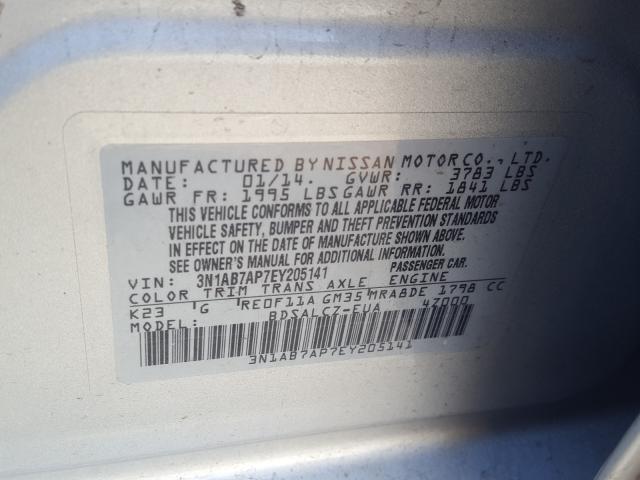 MANUFACTURED BY NISSAN MOTOR CO., LTD.
DATE: 01/14. GVWR: 3783 LBS
GAWR FR: 1995 LBS GAWR RR: 1841 LBS
THIS VEHICLE CONFORMS TO ALL APPLICABLE FEDERAL MOTOR
VEHICLE SAFETY, BUMPER AND THEFT PREVENTION STANDARDS
IN EFFECT ON THE DATE OF MANUFACTURE SHOWN ABOVE.
SEE OWNER'S MANUAL FOR ADDITIONAL INFORMATION.
VIN: 3N1AB7AP7EY205141 PASSENGER CAR.
COLOR TRIM TRANS AXLE ENGINE
K23 'G 'RE0F11A GM35'MRA8DE 1798 CC
MODEL: BDSALCZ-EUA 4Z000
3N1AB7AP7EY205141